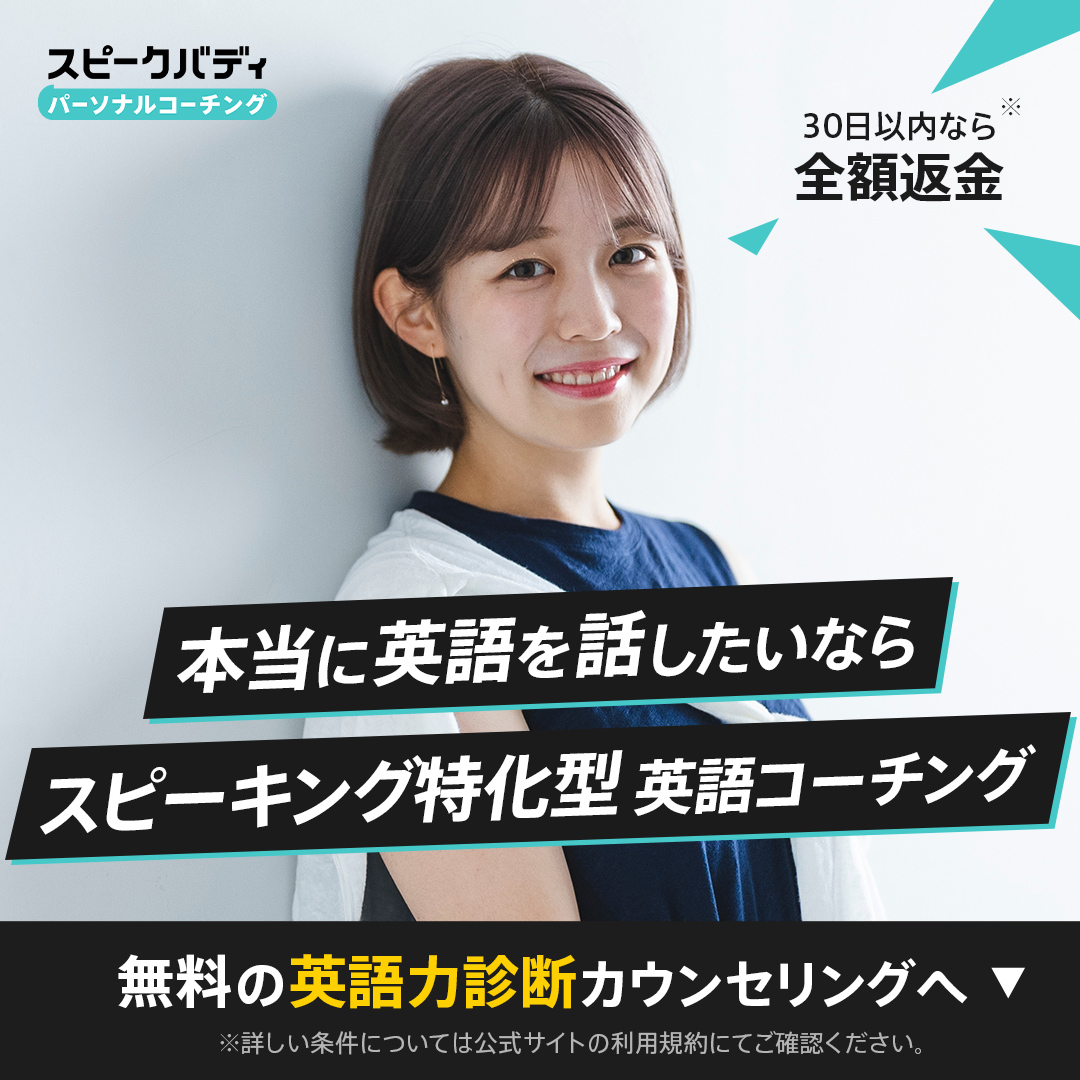 スピークバディ
パーソナルコーチング
30日以内なら※
全額返金
本当に英語を話したいなら
スピーキング特化型 英語コーチング
無料の英語力診断カウンセリングへ ▼
※詳しい条件については公式サイトの利用規約にてご確認ください。